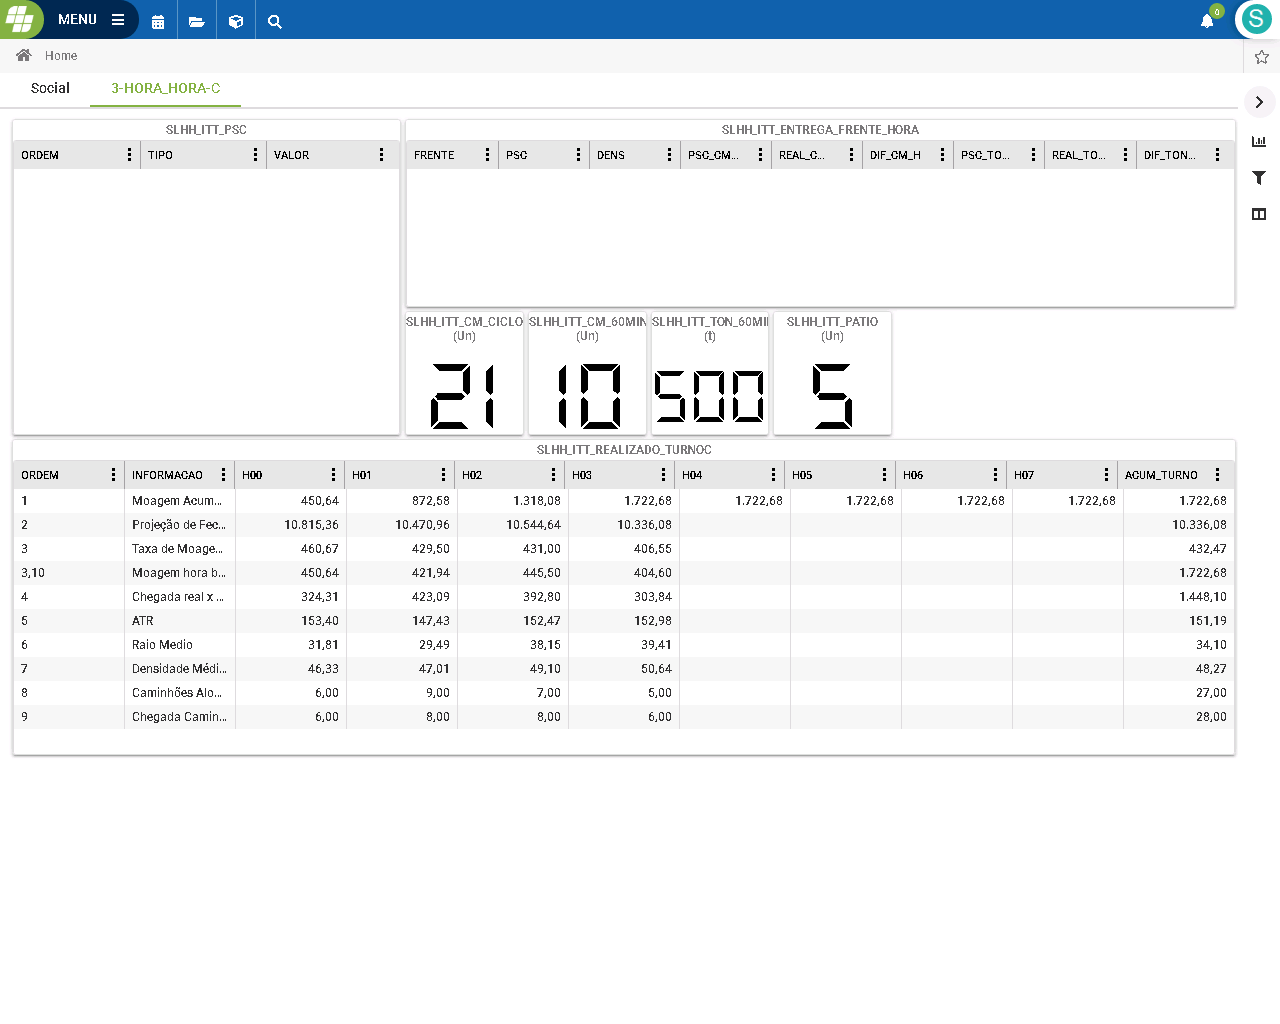 MENU
0
S
Home
Social 3-HORA_HORA-C
SLHH_ITT_PSC
ORDEM TIPO VALOR
SLHH_ITT_ENTREGA_FRENTE_HORA
FRENTE PSC DENS PSC_CM... REAL_C... DIF_CM_H PSC_TO... REAL_TO... DIF_TON...
SLHH_ITT_CM_CICLO
(Un)
21
SLHH_ITT_CM_60MIN
(Un)
10
SLHH_ITT_TON_60MI
(t)
500
SLHH_ITT_PATIO
(Un)
5
SLHH_ITT_REALIZADO_TURNOC
ORDEM INFORMACAO H00 H01 H02 H03 H04 H05 H06 H07 ACUM_TURNO
1 Moagem Acum... 450,64 872,58 1.318,08 1.722,68 1.722,68 1.722,68 1.722,68 1.722,68 1.722,68
2 Projeção de Fec... 10.815,36 10.470,96 10.544,64 10.336,08 10.336,08
3 Taxa de Moage... 460,67 429,50 431,00 406,55 432,47
3,10 Moagem hora b... 450,64 421,94 445,50 404,60 1.722,68
4 Chegada real x ... 324,31 423,09 392,80 303,84 1.448,10
5 ATR 153,40 147,43 152,47 152,98 151,19
6 Raio Medio 31,81 29,49 38,15 39,41 34,10
7 Densidade Médi... 46,33 47,01 49,10 50,64 48,27
8 Caminhões Alo... 6,00 9,00 7,00 5,00 27,00
9 Chegada Camin... 6,00 8,00 8,00 6,00 28,00